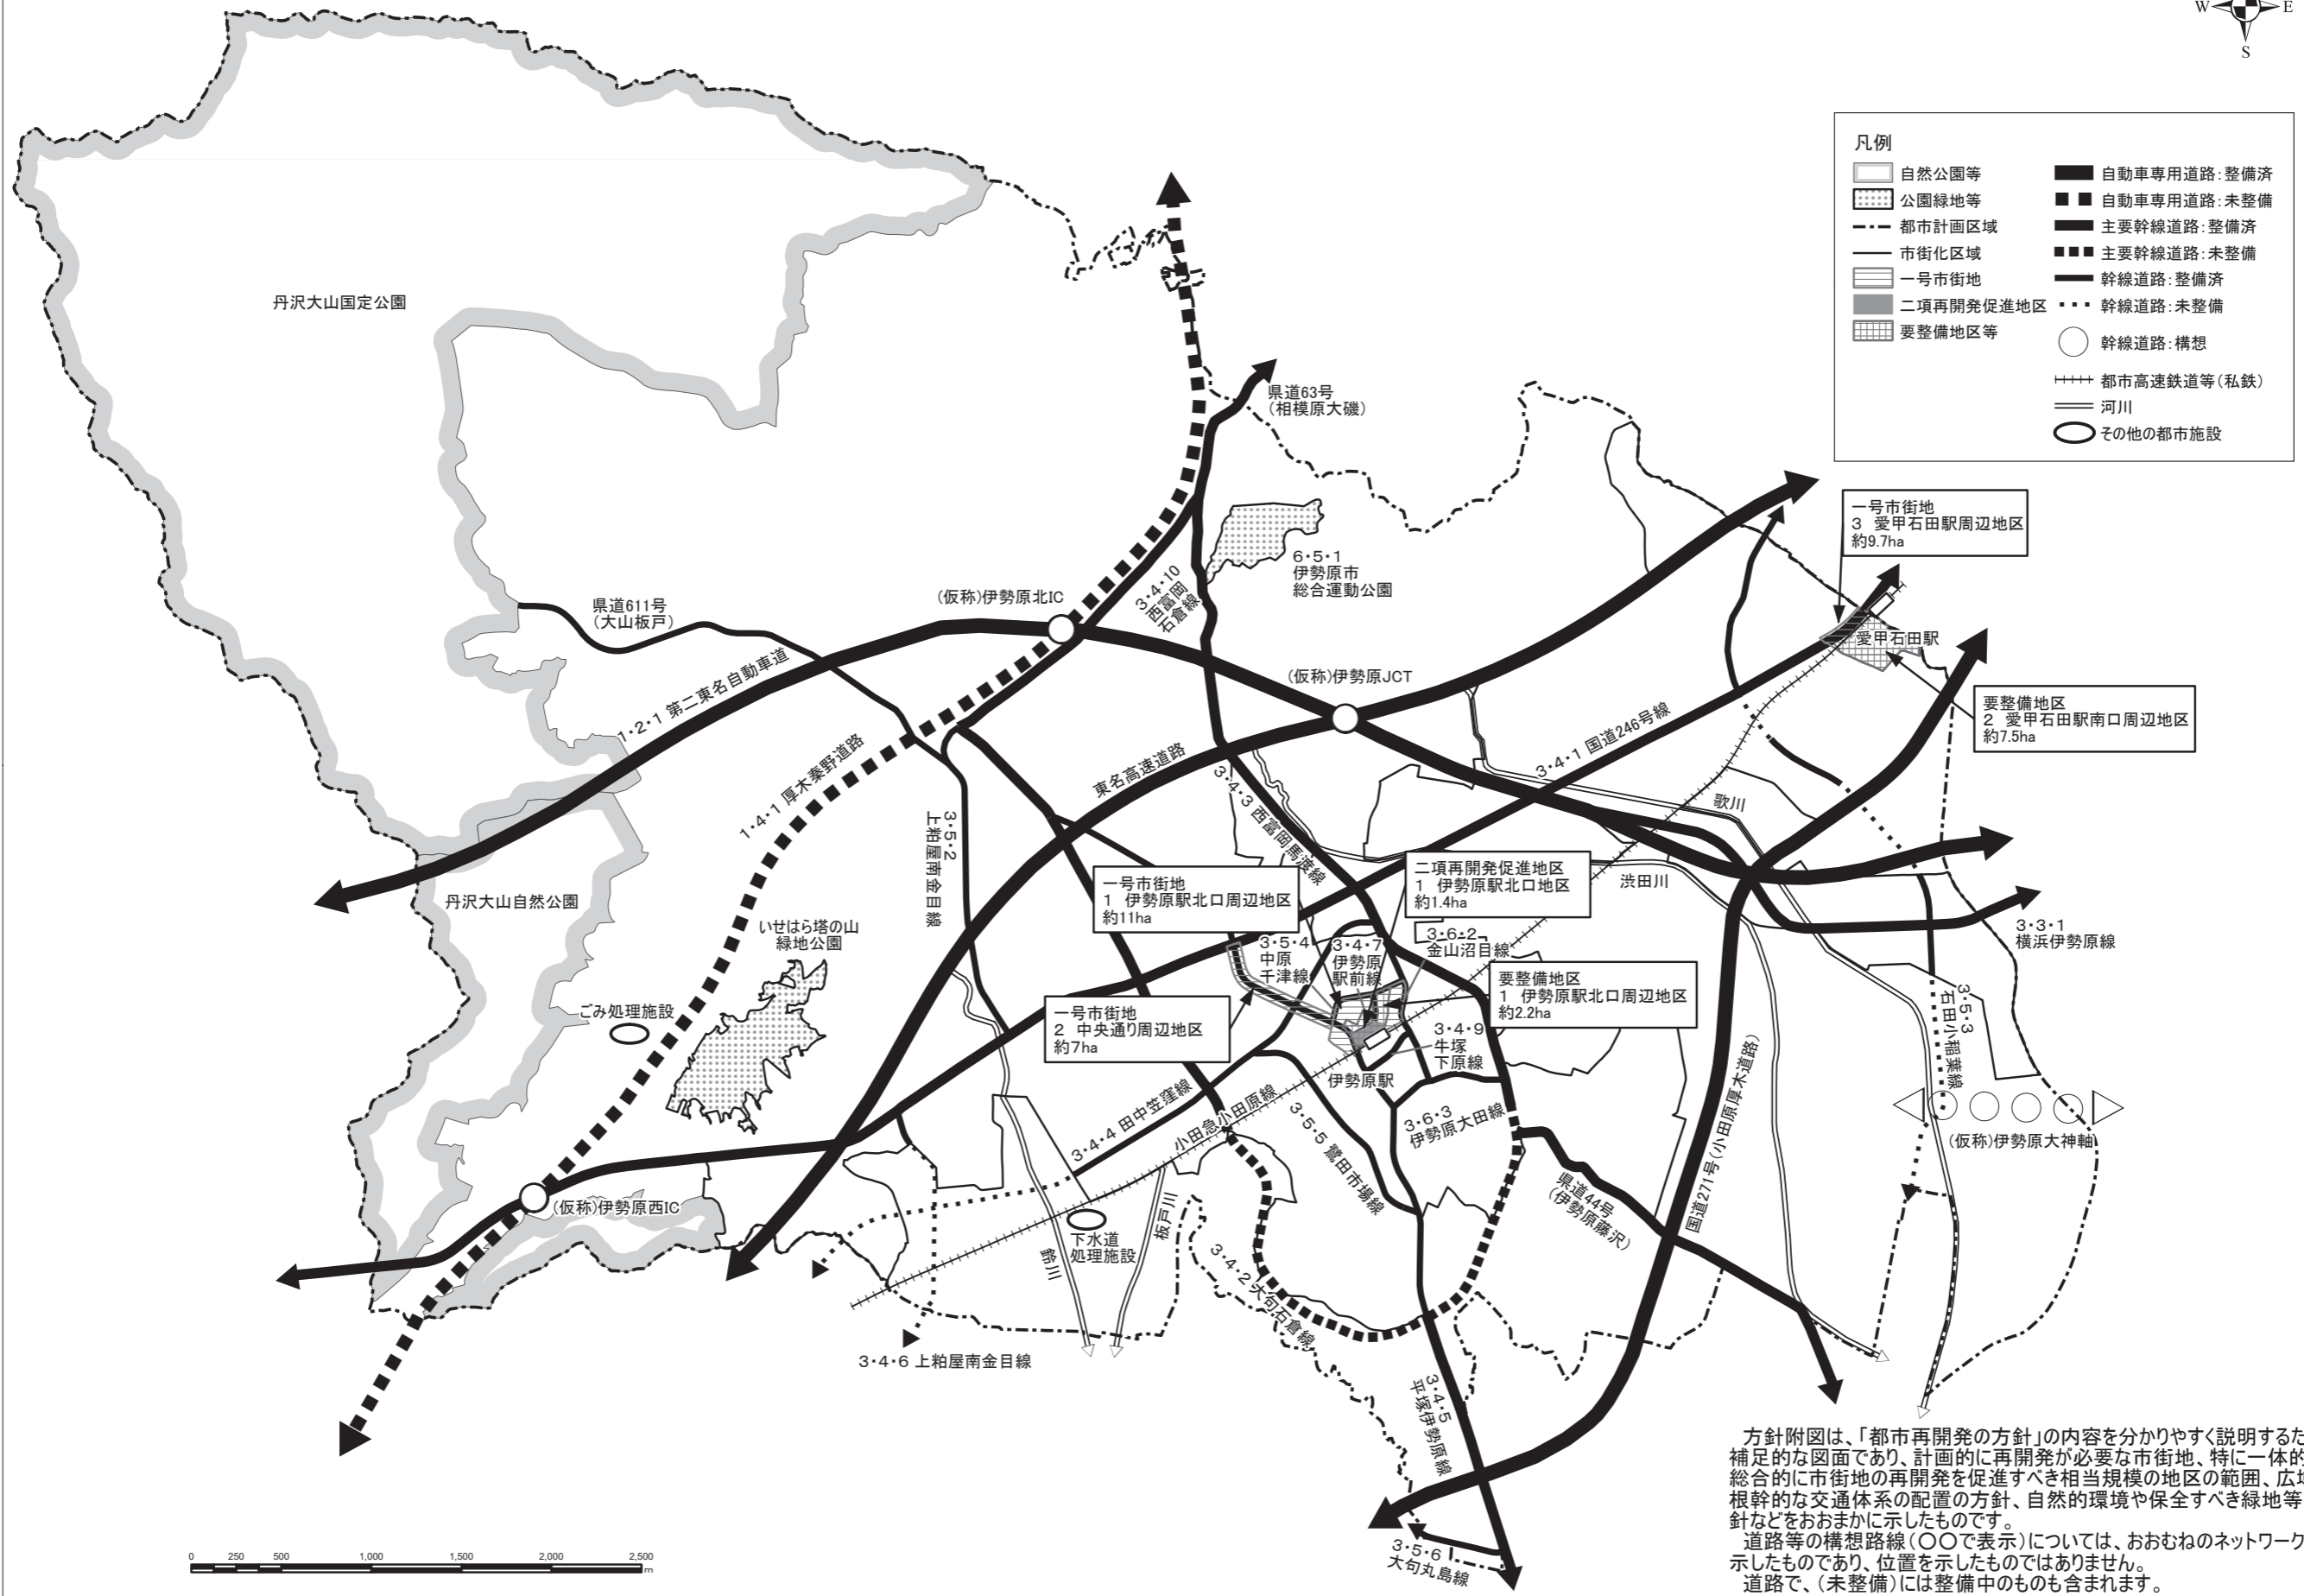 W
E
S
凡例
自然公園等
公園緑地等
都市計画区域
市街化区域
一号市街地
二項再開発促進地区
要整備地区等
自動車専用道路：整備済
自動車専用道路：未整備
主要幹線道路：整備済
主要幹線道路：未整備
幹線道路：整備済
幹線道路：未整備
幹線道路：構想
都市高速鉄道等（私鉄）
河川
その他の都市施設
丹沢大山国定公園
県道63号
（相模原大磯）
一号市街地
3 愛甲石田駅周辺地区
約9.7ha
6・5・1
伊勢原市
総合運動公園
3・4・10
西富岡
石倉線
（仮称）伊勢原北IC
県道611号
（大山板戸）
愛甲石田駅
（仮称）伊勢原JCT
要整備地区
2 愛甲石田駅南口周辺地区
約7.5ha
1・2・1 第二東名自動車道
3・4・1 国道246号線
1・4・1 厚木秦野道路
東名高速道路
3・4・3 西富岡馬渡線
歌川
3・5・2
上粕屋南金目線
一号市街地
1 伊勢原駅北口周辺地区
約11ha
二項再開発促進地区
1 伊勢原駅北口地区
約1.4ha
渋田川
丹沢大山自然公園
いせはら塔の山
緑地公園
3・5・4
中原
千津線
3・4・7
伊勢原
駅前線
3・6・2
金山沼目線
3・3・1
横浜伊勢原線
要整備地区
1 伊勢原駅北口周辺地区
約2.2ha
ごみ処理施設
一号市街地
2 中央通り周辺地区
約7ha
3・4・9
牛塚
下原線
3・5・3
石田小稲葉線
伊勢原駅
3・4・4 田中笠窪線
小田急小田原線
3・5・5 鷺田市場線
3・6・3
伊勢原大田線
国道271号（小田原厚木道路）
（仮称）伊勢原大神軸
（仮称）伊勢原西IC
県道44号
（伊勢原藤沢）
下水道
処理施設
鈴川
板戸川
3・4・2 大句石倉線
3・4・6 上粕屋南金目線
3・4・5
平塚伊勢原線
3・5・6
大句丸島線
0 250 500 1,000 1,500 2,000 2,500
m
方針附図は、「都市再開発の方針」の内容を分かりやすく説明するた
補足的な図面であり、計画的に再開発が必要な市街地、特に一体的
総合的に市街地の再開発を促進すべき相当規模の地区の範囲、広
根幹的な交通体系の配置の方針、自然的環境や保全すべき緑地等
針などをおおまかに示したものです。
道路等の構想路線（○○で表示）については、おおむねのネットワーク
示したものであり、位置を示したものではありません。
道路で、（未整備）には整備中のものも含まれます。